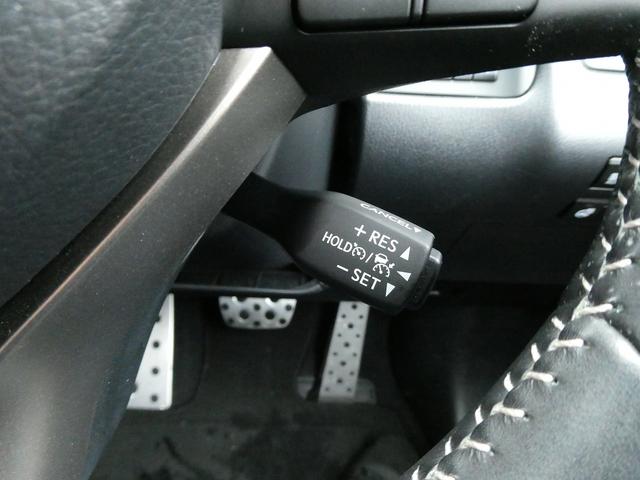 CANCEL
+ RES
HOLD /
− SET